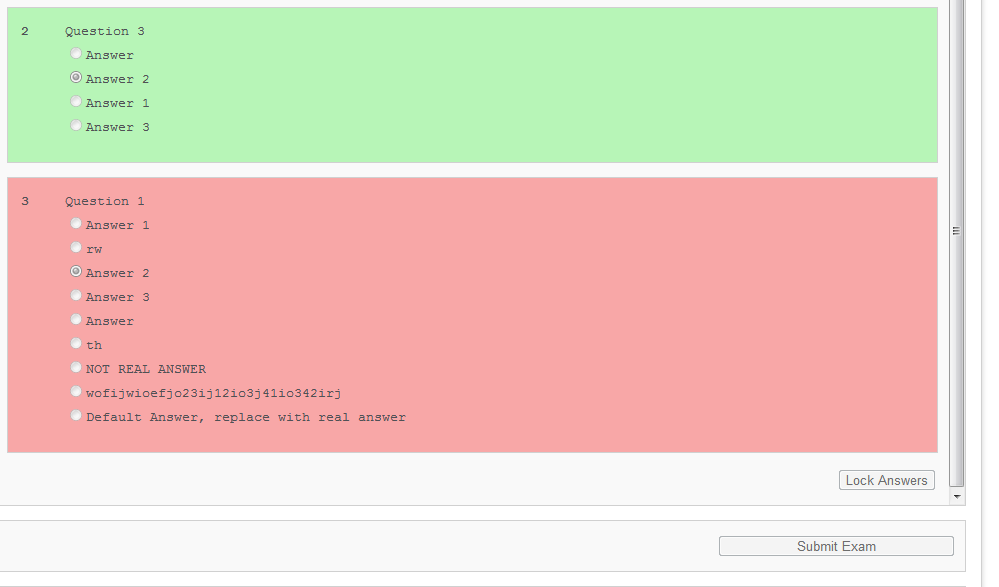 2 Question 3
Answer
Answer 2
Answer 1
Answer 3
3 Question 1
Answer 1
rw
Answer 2
Answer 3
Answer
th
NOT REAL ANSWER
wofijwioefjo23ij12io3j41io342irj
Default Answer, replace with real answer
Lock Answers
Submit Exam